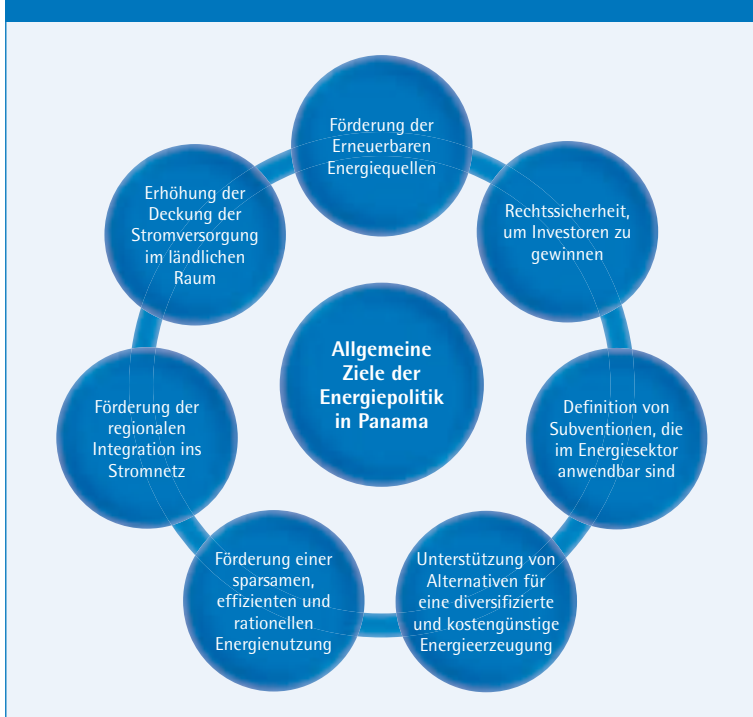 Förderung der
Erneuerbaren
Energiequellen
Rechtssicherheit,
um Investoren zu
gewinnen
Definition von
Subventionen, die
im Energiesektor
anwendbar sind
Unterstützung von
Alternativen für
eine diversifizierte
und kostengünstige
Energieerzeugung
Förderung einer
sparsamen,
effizienten und
rationellen
Energienutzung
Förderung der
regionalen
Integration ins
Stromnetz
Erhöhung der
Deckung der
Stromversorgung
im ländlichen
Raum
Allgemeine
Ziele der
Energiepolitik
in Panama